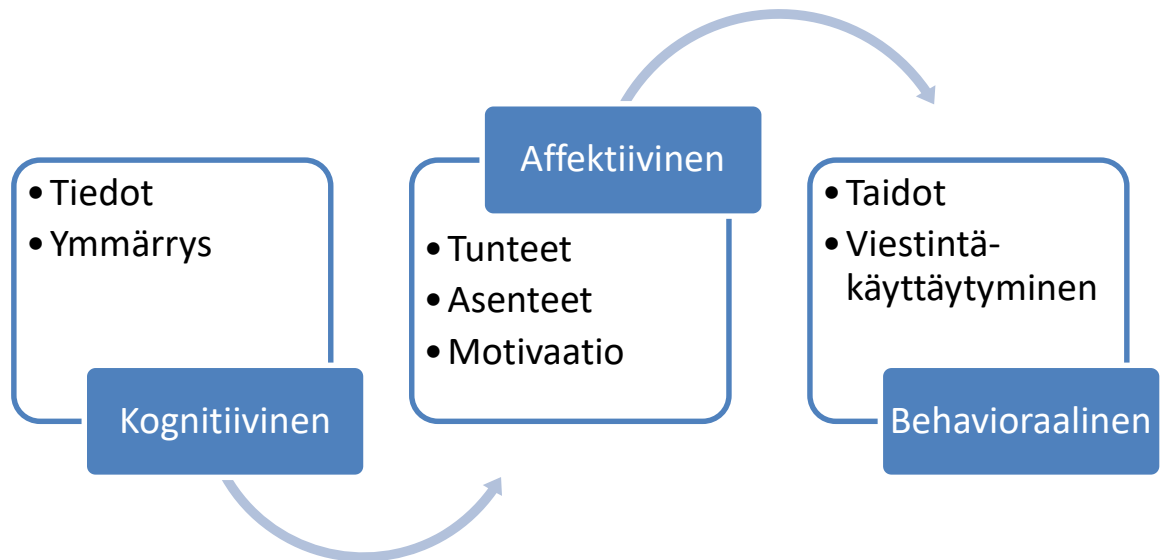 • Tiedot
• Ymmärrys
Kognitiivinen
Affektiivinen
• Tunteet
• Asenteet
• Motivaatio
• Taidot
• Viestintä-
käyttäytyminen
Behavioraalinen